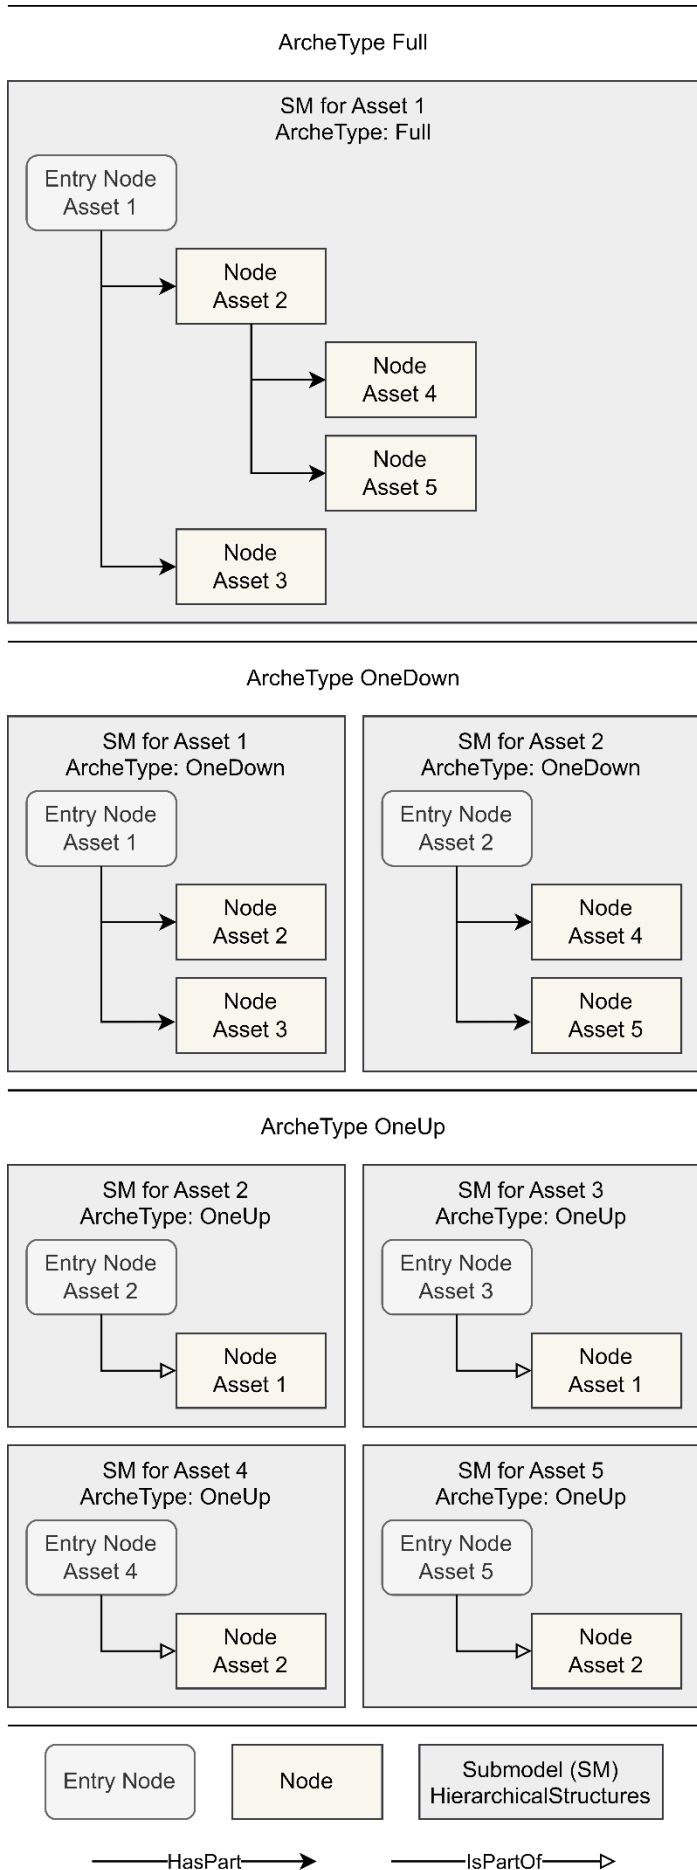 ArcheType Full
SM for Asset 1
ArcheType: Full
Entry Node
Asset 1
Node
Asset 2
Node
Asset 4
Node
Asset 5
Node
Asset 3
ArcheType OneDown
SM for Asset 1
ArcheType: OneDown
Entry Node
Asset 1
Node
Asset 2
Node
Asset 3
SM for Asset 2
ArcheType: OneDown
Entry Node
Asset 2
Node
Asset 4
Node
Asset 5
ArcheType OneUp
SM for Asset 2
ArcheType: OneUp
Entry Node
Asset 2
Node
Asset 1
SM for Asset 3
ArcheType: OneUp
Entry Node
Asset 3
Node
Asset 1
SM for Asset 4
ArcheType: OneUp
Entry Node
Asset 4
Node
Asset 2
SM for Asset 5
ArcheType: OneUp
Entry Node
Asset 5
Node
Asset 2
Entry Node
Node
Submodel (SM)
HierarchicalStructures
HasPart
IsPartOf